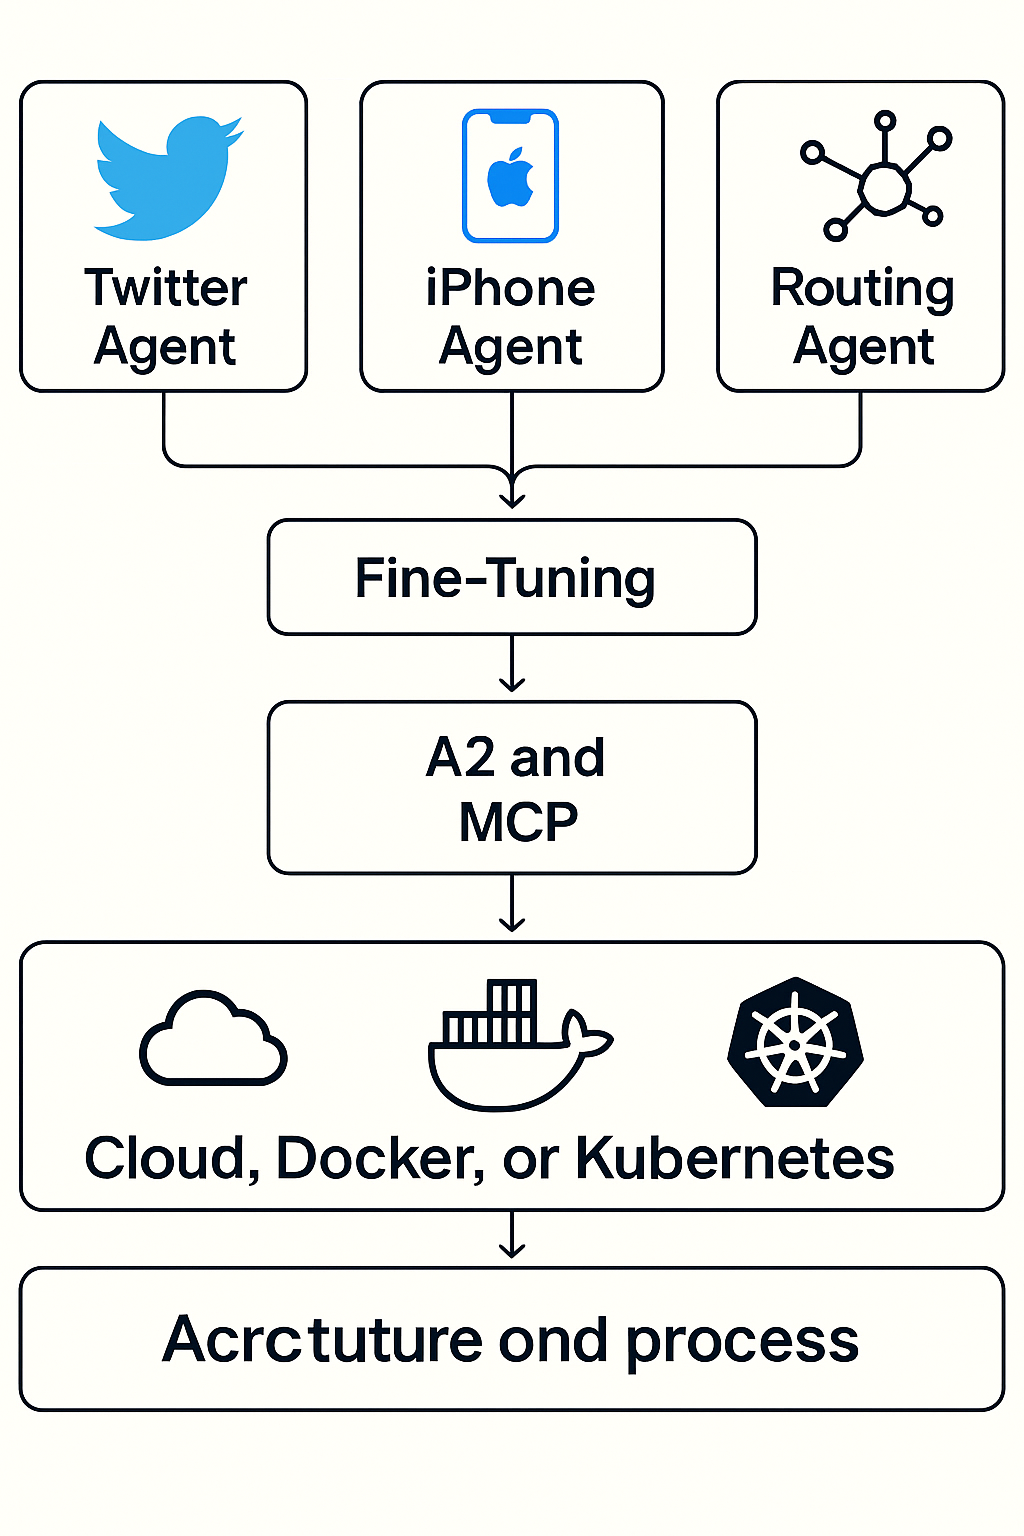 Twitter
Agent
iPhone
Agent
Routing
Agent
Fine-Tuning
A2 and
MCP
Cloud, Docker, or Kubernetes
Acrctuture ond process